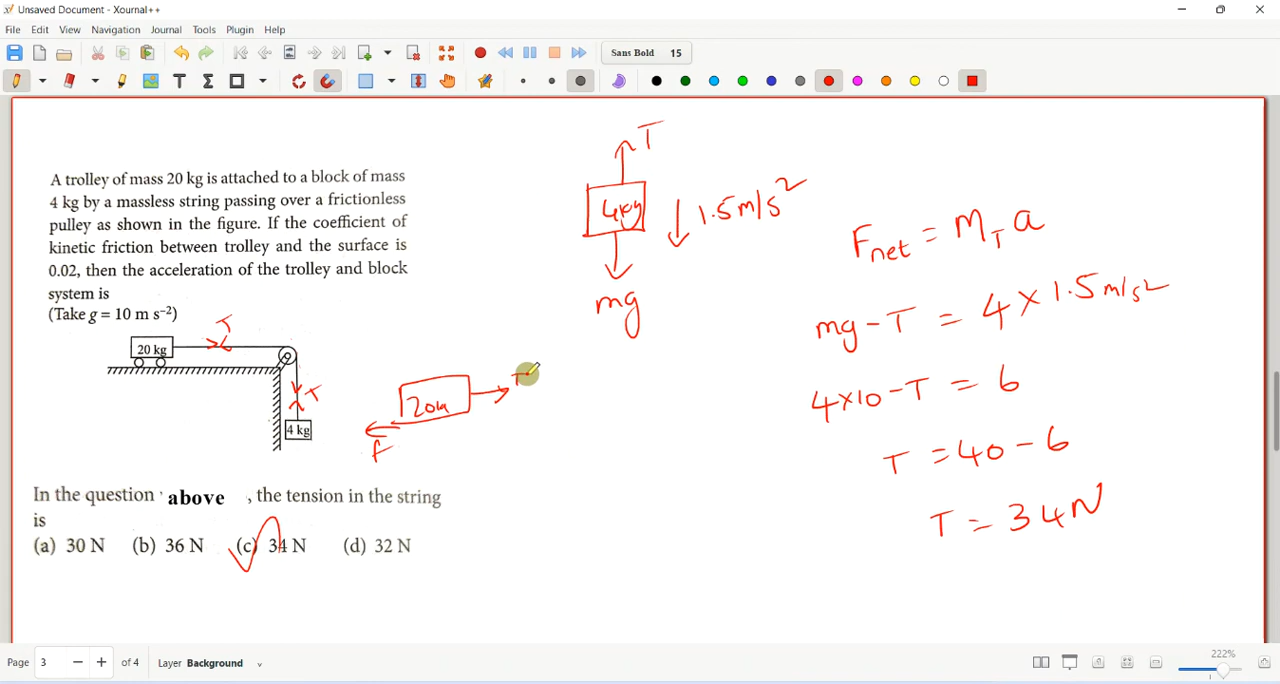 Unsaved Document - Xournal++
File Edit View Navigation Journal Tools Plugin Help
Sans Bold 15
A trolley of mass 20 kg is attached to a block of mass
4 kg by a massless string passing over a frictionless
pulley as shown in the figure. If the coefficient of
kinetic friction between trolley and the surface is
0.02, then the acceleration of the trolley and block
system is
(Take g = 10 m s⁻²)
T
20 kg
T
4 kg
T
4kg
1.5m/s²
mg
20kg
T
f
Fnet = M_T a
mg - T = 4 × 1.5m/s²
4×10 - T = 6
T = 40 - 6
T = 34N
In the question above , the tension in the string
is
(a) 30 N (b) 36 N (c) 34 N (d) 32 N
Page 3 of 4 Layer Background
222%